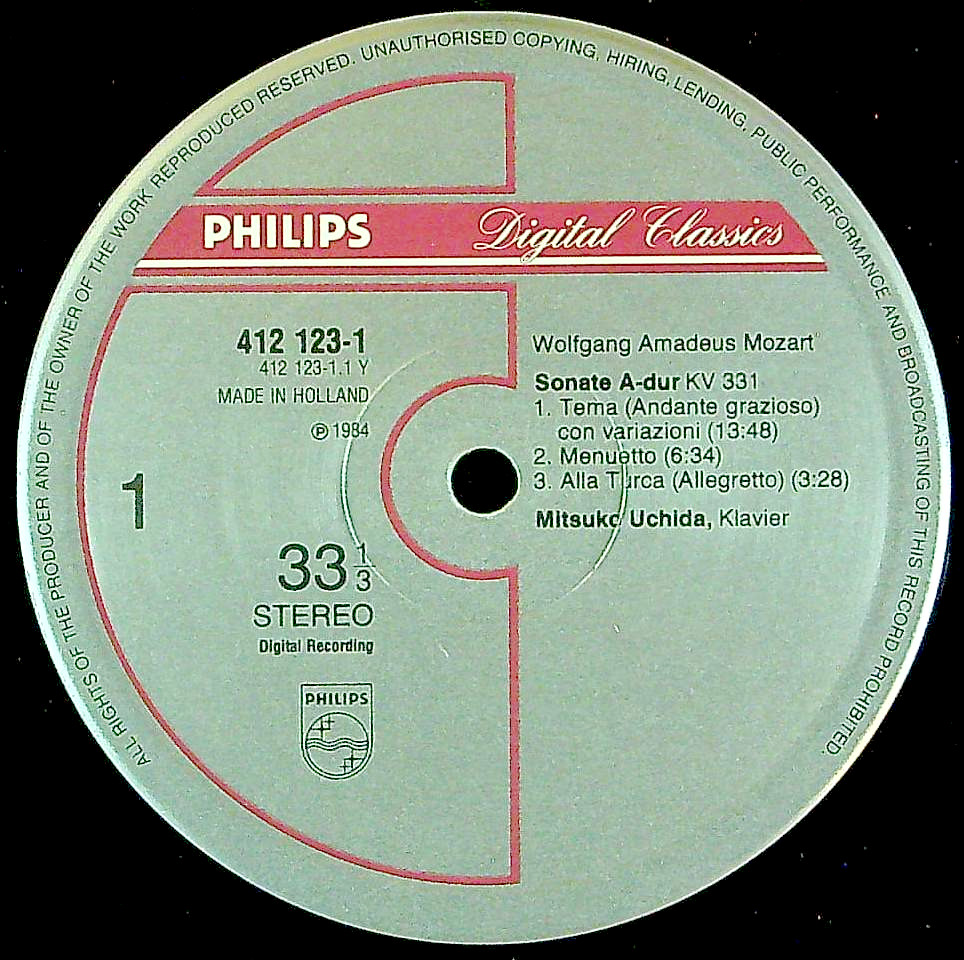 ALL RIGHTS OF THE PRODUCER AND OF THE OWNER OF THE WORK REPRODUCED RESERVED. UNAUTHORISED COPYING, HIRING, LENDING, PUBLIC PERFORMANCE AND BROADCASTING OF THIS RECORD PROHIBITED.
PHILIPS Digital Classics
412 123-1
412 123-1.1 Y
MADE IN HOLLAND
℗ 1984
1
33 1/3
STEREO
Digital Recording
PHILIPS
Wolfgang Amadeus Mozart
Sonate A-dur KV 331
1. Tema (Andante grazioso)
con variazioni (13:48)
2. Menuetto (6:34)
3. Alla Turca (Allegretto) (3:28)
Mitsuko Uchida, Klavier